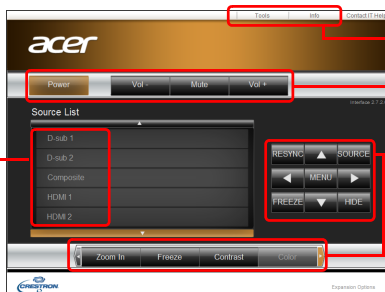 Tools Info Contact IT Help
acer
Power Vol - Mute Vol +
Interface 2.7.2
Source List
D-sub 1
D-sub 2
Composite
HDMI 1
HDMI 2
RESYNC SOURCE
MENU
FREEZE HIDE
Zoom In Freeze Contrast Color
CRESTRON
Expansion Options